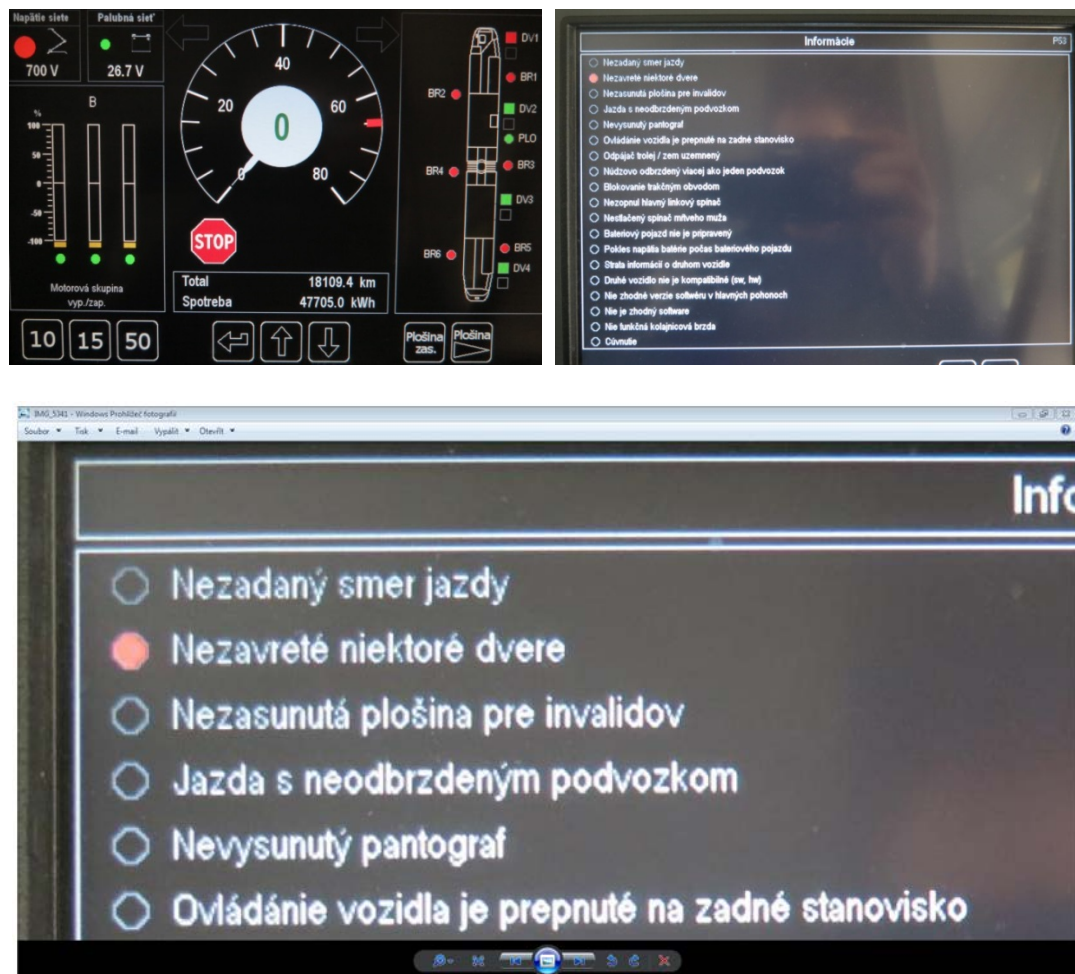 Napätie siete
Palubná sieť
700 V
26.7 V
B
%
100
50
0
-50
-100
Motorová skupina
vyp./zap.
0
20
40
60
80
0
STOP
Total 18109.4 km
Spotreba 47705.0 kWh
DV1
BR1
BR2
DV2
PLO
BR3
BR4
DV3
BR5
BR6
DV4
10 15 50
Plošina
zas.
Plošina
Informácie
PS3
Nezadaný smer jazdy
Nezavreté niektoré dvere
Nezasunutá plošina pre invalidov
Jazda s neodbrzdeným podvozkom
Nevysunutý pantograf
Ovládánie vozidla je prepnuté na zadné stanovisko
Odpájač trolej / zem uzemnený
Núdzovo odbrzdený viacej ako jeden podvozok
Blokovanie trakčným obvodom
Nezopnul hlavný linkový spínač
Nestlačený spínač mŕtveho muža
Bateriový pojazd nie je pripravený
Pokles napätia batérie počas bateriového pojazdu
Strata informácií o druhom vozidle
Druhé vozidlo nie je kompatibilné (sw, hw)
Nie zhodné verzie softwéru v hlavných pohonoch
Nie je zhodný software
Nie funkčná kolajnicová brzda
Cúvnutie
IMG_5341 - Windows Prohlížeč fotografií
Soubor Tisk E-mail Vypálit Otevřít
Info
Nezadaný smer jazdy
Nezavreté niektoré dvere
Nezasunutá plošina pre invalidov
Jazda s neodbrzdeným podvozkom
Nevysunutý pantograf
Ovládánie vozidla je prepnuté na zadné stanovisko